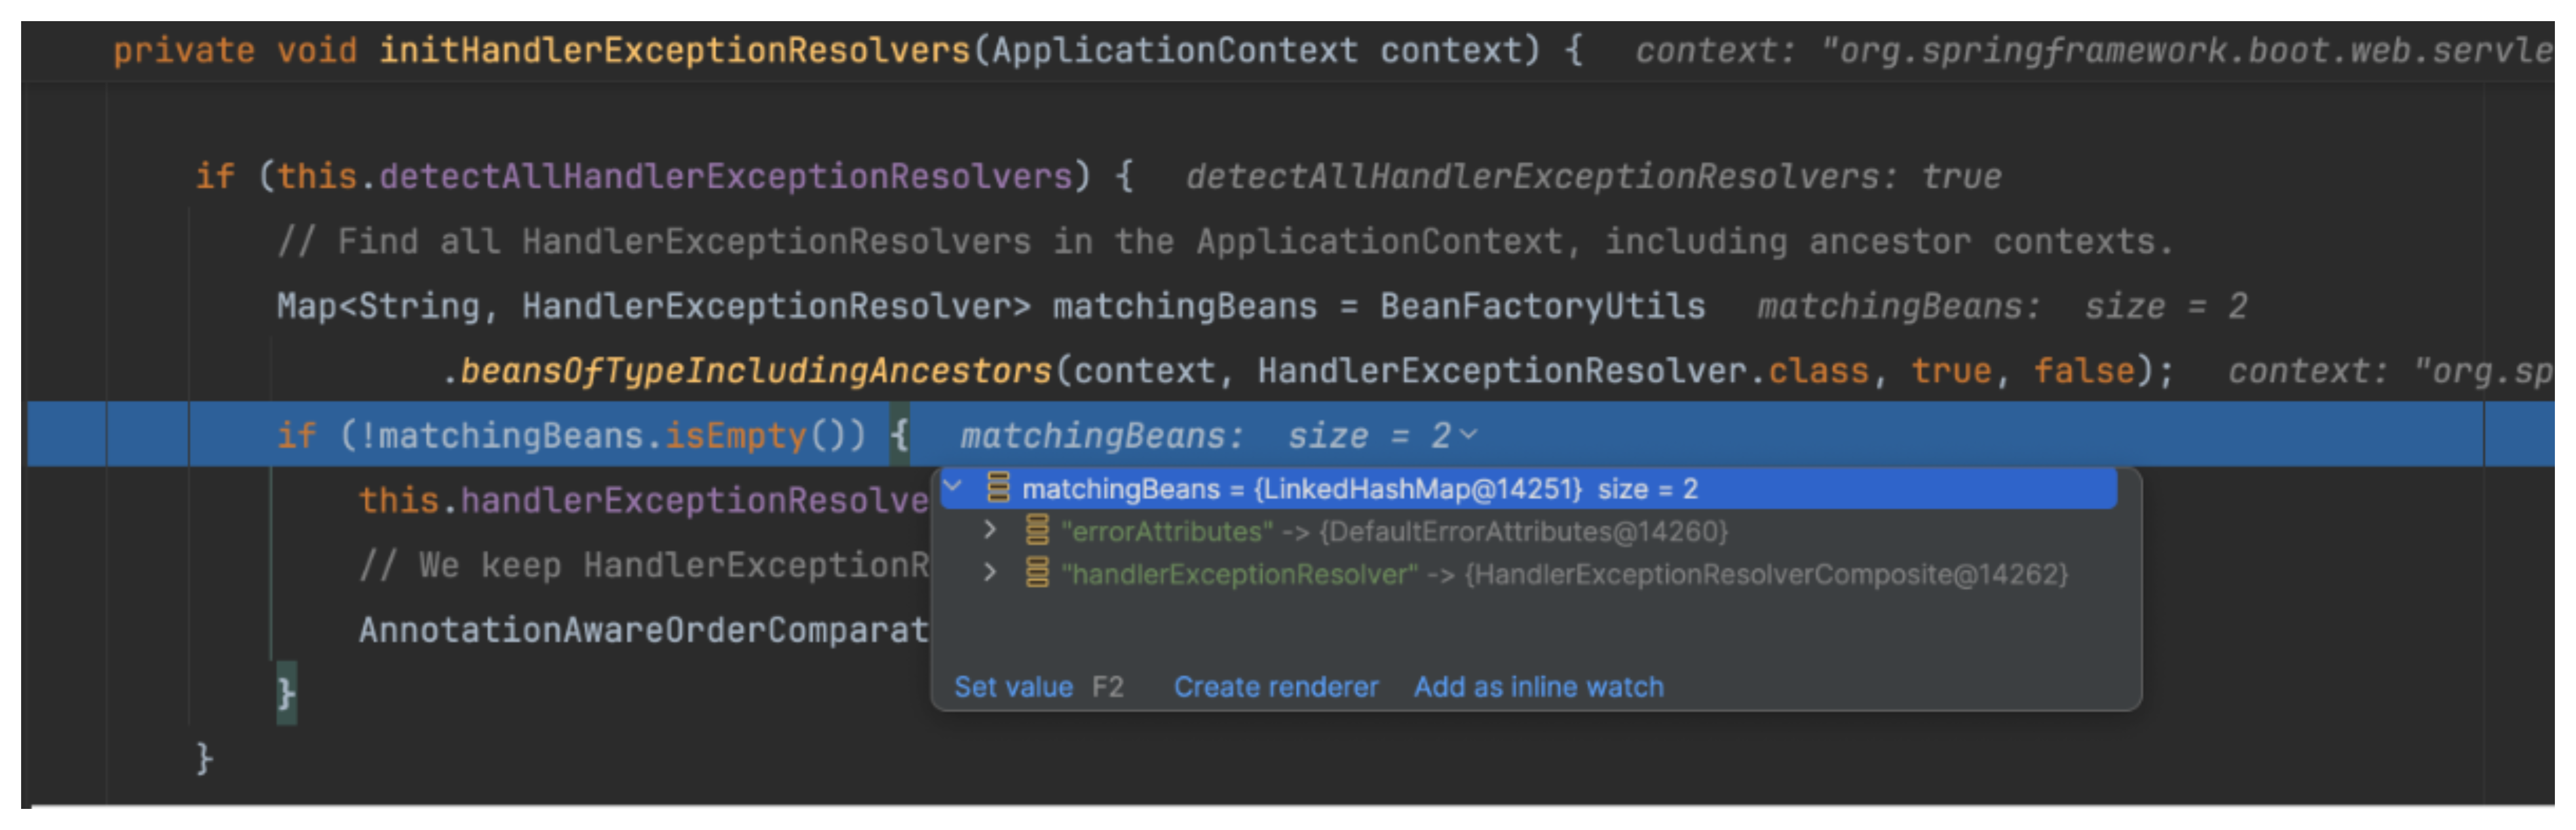 private void initHandlerExceptionResolvers(ApplicationContext context) { context: "org.springframework.boot.web.servle
if (this.detectAllHandlerExceptionResolvers) { detectAllHandlerExceptionResolvers: true
// Find all HandlerExceptionResolvers in the ApplicationContext, including ancestor contexts.
Map<String, HandlerExceptionResolver> matchingBeans = BeanFactoryUtils matchingBeans: size = 2
.beansOfTypeIncludingAncestors(context, HandlerExceptionResolver.class, true, false); context: "org.sp
if (!matchingBeans.isEmpty()) { matchingBeans: size = 2
this.handlerExceptionResolve
matchingBeans = {LinkedHashMap@14251} size = 2
"errorAttributes" -> {DefaultErrorAttributes@14260}
// We keep HandlerExceptionR
"handlerExceptionResolver" -> {HandlerExceptionResolverComposite@14262}
AnnotationAwareOrderComparat
}
Set value F2 Create renderer Add as inline watch
}